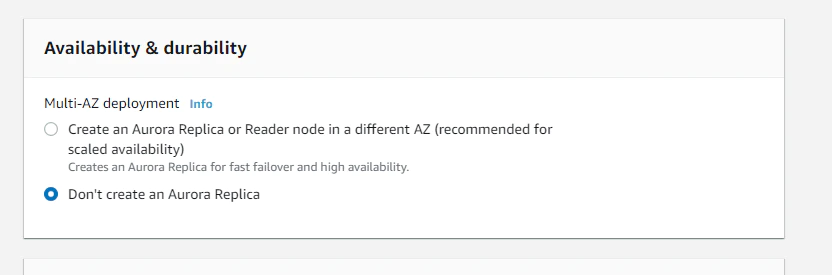 Availability & durability
Multi-AZ deployment Info
Create an Aurora Replica or Reader node in a different AZ (recommended for
scaled availability)
Creates an Aurora Replica for fast failover and high availability.
Don't create an Aurora Replica